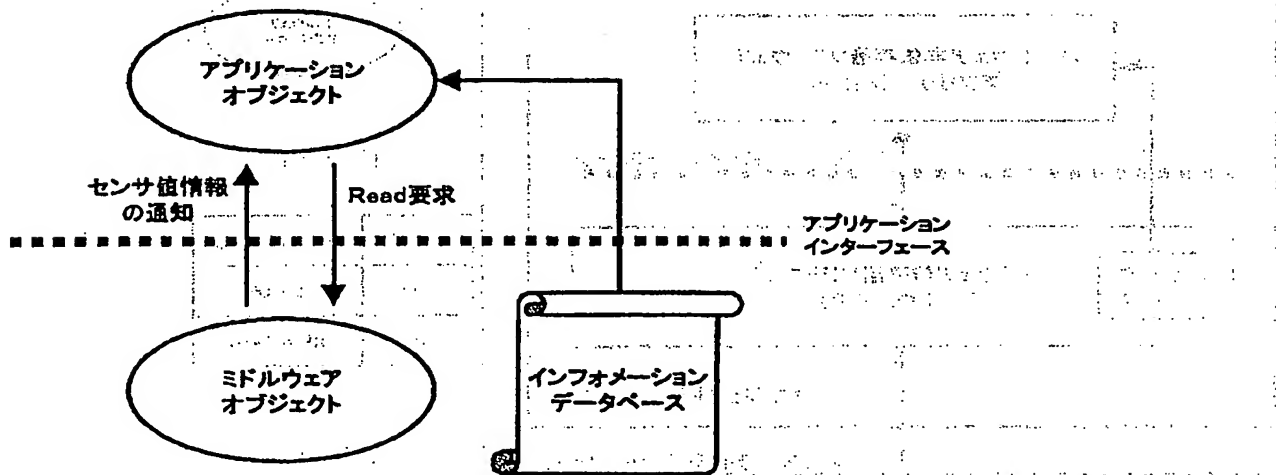 アプリケーション
オブジェクト
センサ値情報
の通知
Read要求
アプリケーション
インターフェース
ミドルウェア
オブジェクト
インフォメーション
データベース